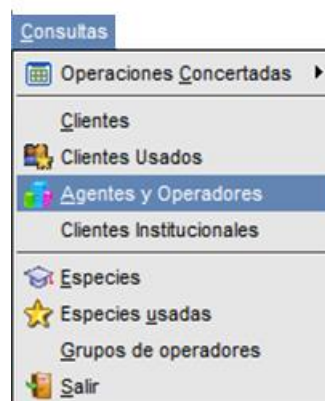 Consultas
Operaciones Concertadas
Clientes
Clientes Usados
Agentes y Operadores
Clientes Institucionales
Especies
Especies usadas
Grupos de operadores
Salir